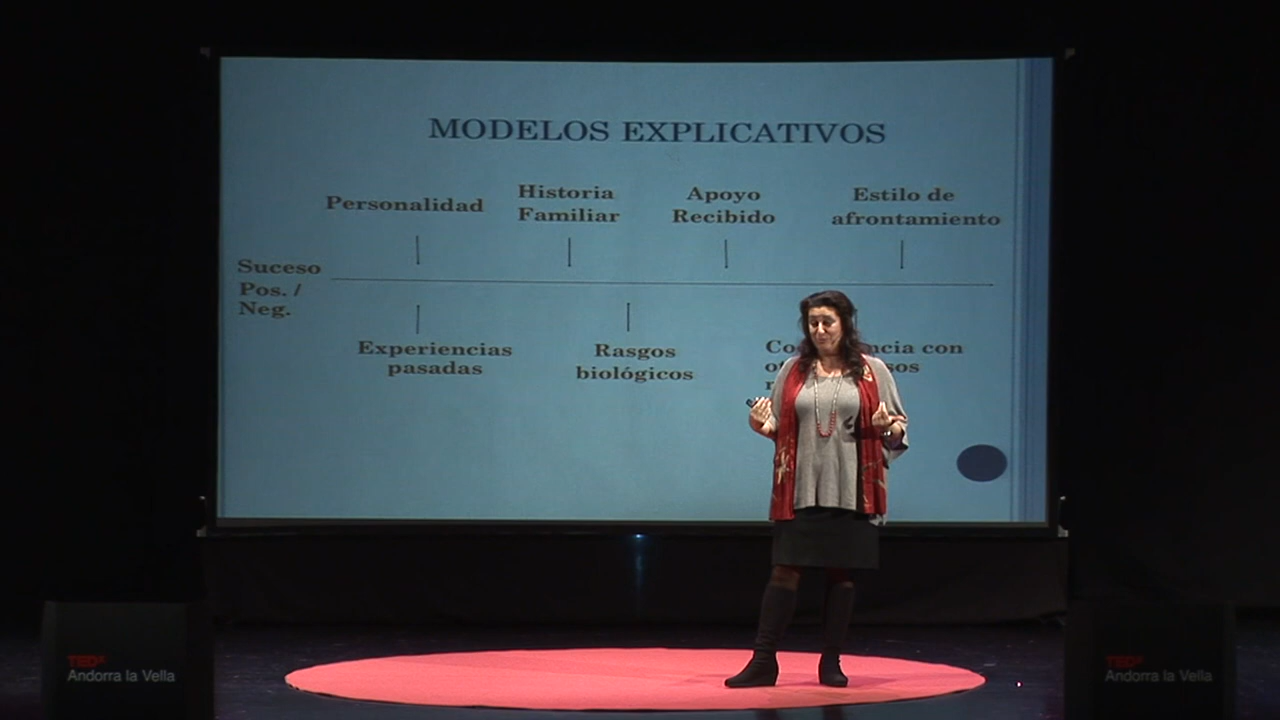 MODELOS EXPLICATIVOS
Personalidad
Historia
Familiar
Apoyo
Recibido
Estilo de
afrontamiento
Suceso
Pos. /
Neg.
Experiencias
pasadas
Rasgos
biológicos
con
TEDx
Andorra la Vella
TEDx
Andorra la Vella